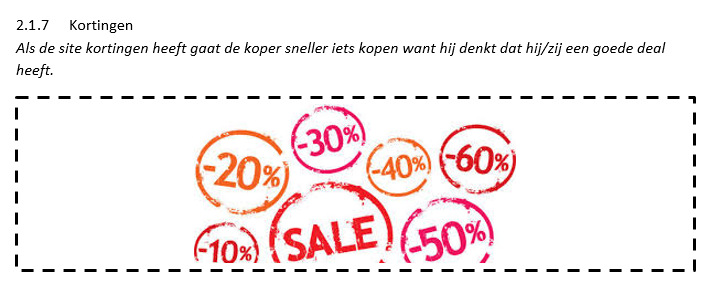 2.1.7 Kortingen
Als de site kortingen heeft gaat de koper sneller iets kopen want hij denkt dat hij/zij een goede deal
heeft.
-30%
-20%
-40%
-60%
-10%
SALE
-50%